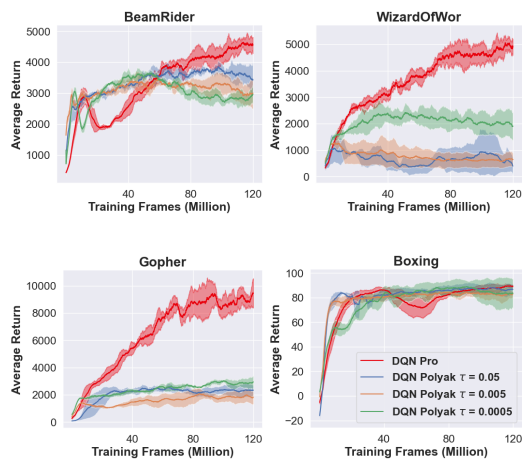 BeamRider
5000
4000
3000
2000
1000
Average Return
40
80
120
Training Frames (Million)
WizardOfWor
5000
4000
3000
2000
1000
0
Average Return
40
80
120
Training Frames (Million)
Gopher
10000
8000
6000
4000
2000
0
Average Return
40
80
120
Training Frames (Million)
Boxing
100
80
60
40
20
0
−20
Average Return
40
80
120
Training Frames (Million)
DQN Pro
DQN Polyak τ = 0.05
DQN Polyak τ = 0.005
DQN Polyak τ = 0.0005